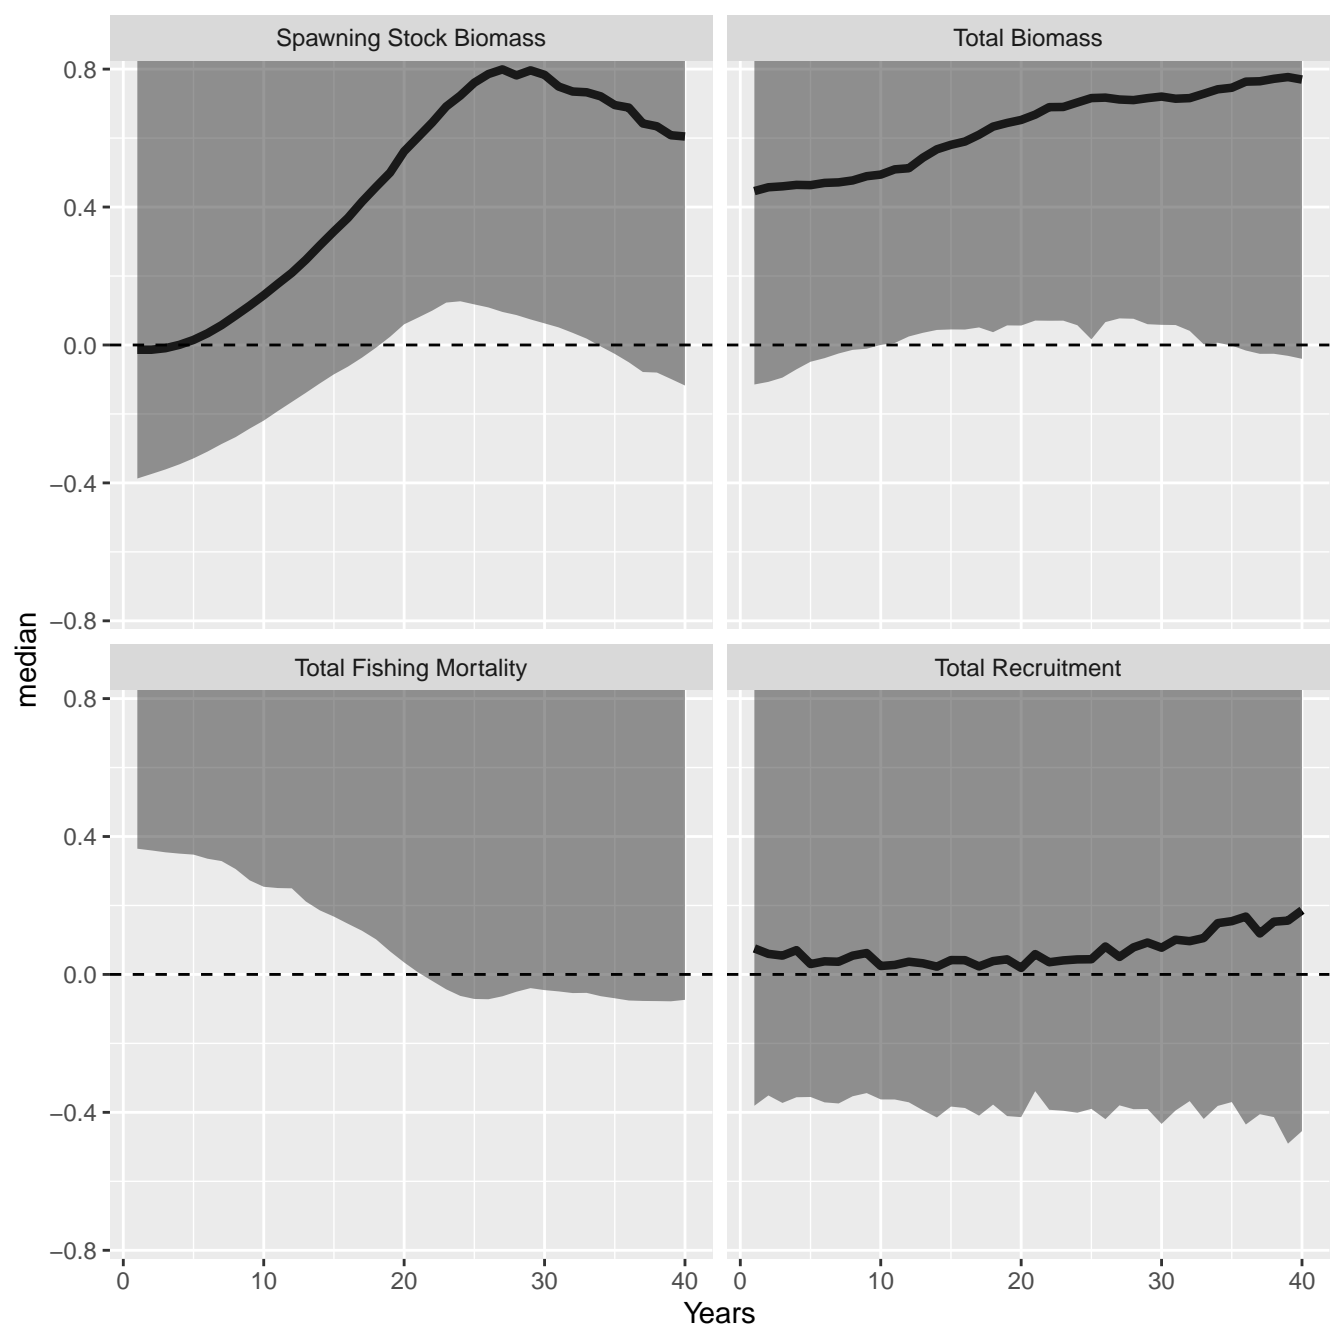 Spawning Stock Biomass
Total Biomass
0.8
0.4
0.0
−0.4
−0.8
median
Total Fishing Mortality
Total Recruitment
0.8
0.4
0.0
−0.4
−0.8
0 10 20 30 40
0 10 20 30 40
Years